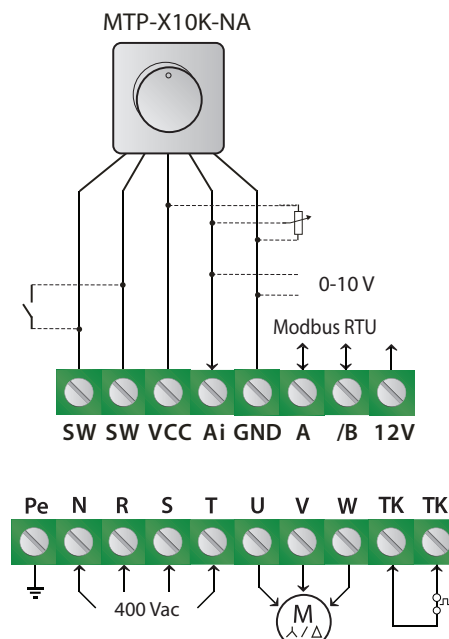 MTP-X10K-NA
0-10 V
Modbus RTU
SW SW VCC Ai GND A /B 12V
Pe N R S T U V W TK TK
400 Vac
M